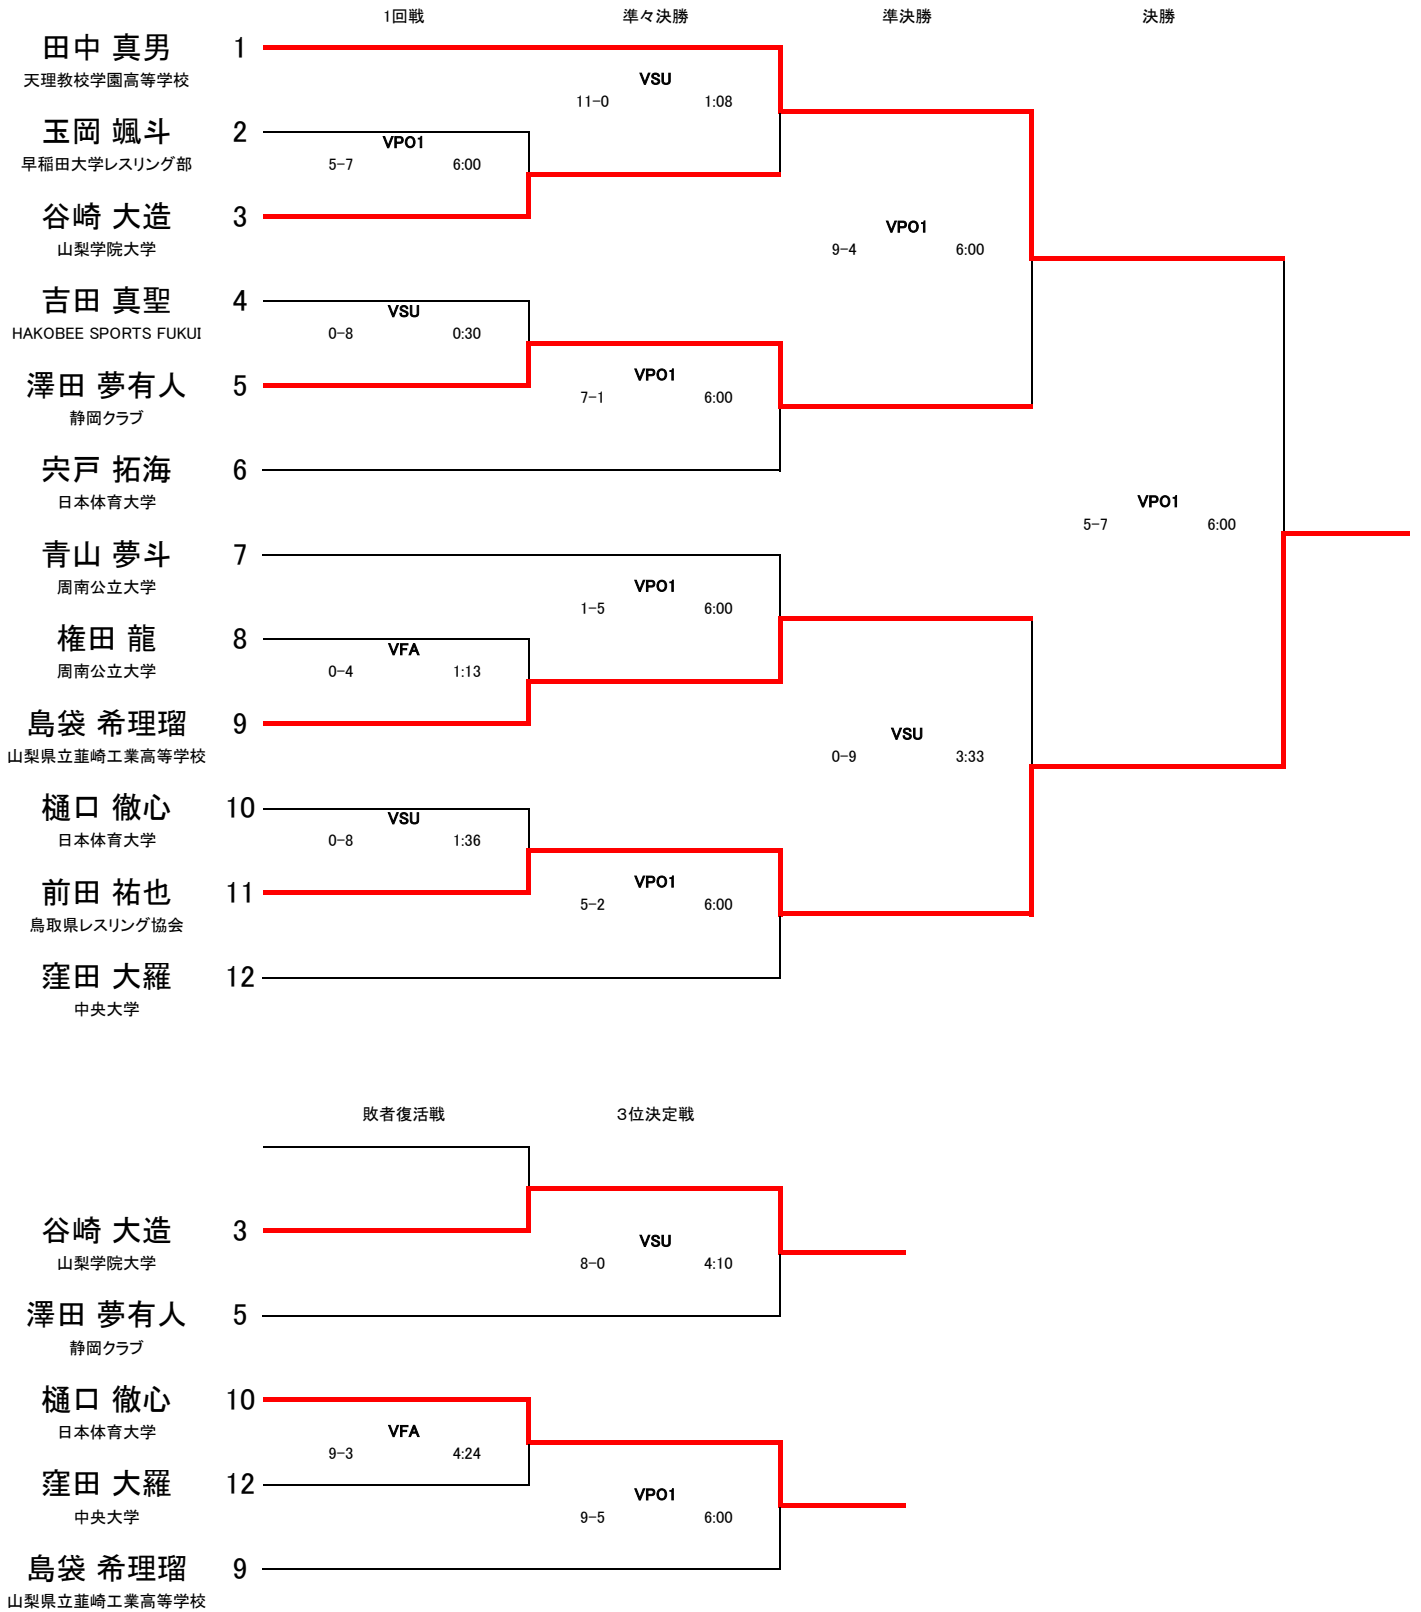 1回戦 準々決勝 準決勝 決勝
田中 真男 1
天理教校学園高等学校
VSU
11-0 1:08
玉岡 颯斗 2
早稲田大学レスリング部
VPO1
5-7 6:00
谷崎 大造 3
山梨学院大学
VPO1
9-4 6:00
吉田 真聖 4
HAKOBEE SPORTS FUKUI
VSU
0-8 0:30
澤田 夢有人 5
静岡クラブ
VPO1
7-1 6:00
宍戸 拓海 6
日本体育大学
VPO1
5-7 6:00
青山 夢斗 7
周南公立大学
VPO1
1-5 6:00
権田 龍 8
周南公立大学
VFA
0-4 1:13
島袋 希理瑠 9
山梨県立韮崎工業高等学校
VSU
0-9 3:33
樋口 徹心 10
日本体育大学
VSU
0-8 1:36
前田 祐也 11
鳥取県レスリング協会
VPO1
5-2 6:00
窪田 大羅 12
中央大学
敗者復活戦 3位決定戦
谷崎 大造 3
山梨学院大学
VSU
8-0 4:10
澤田 夢有人 5
静岡クラブ
樋口 徹心 10
日本体育大学
VFA
9-3 4:24
窪田 大羅 12
中央大学
VPO1
9-5 6:00
島袋 希理瑠 9
山梨県立韮崎工業高等学校